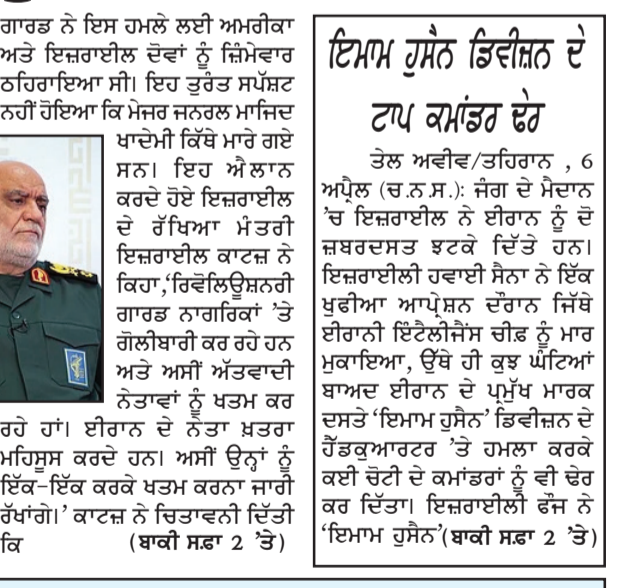 ਗਾਰਡ ਨੇ ਇਸ ਹਮਲੇ ਲਈ ਅਮਰੀਕਾ
ਅਤੇ ਇਜ਼ਰਾਈਲ ਦੋਵਾਂ ਨੂੰ ਜ਼ਿੰਮੇਵਾਰ
ਠਹਿਰਾਇਆ ਸੀ। ਇਹ ਤੁਰੰਤ ਸਪੱਸ਼ਟ
ਨਹੀਂ ਹੋਇਆ ਕਿ ਮੇਜਰ ਜਨਰਲ ਮਾਜਿਦ
ਖਾਦੇਮੀ ਕਿੱਥੇ ਮਾਰੇ ਗਏ
ਸਨ। ਇਹ ਐਲਾਨ
ਕਰਦੇ ਹੋਏ ਇਜ਼ਰਾਈਲ
ਦੇ ਰੱਖਿਆ ਮੰਤਰੀ
ਇਜ਼ਰਾਈਲ ਕਾਟਜ਼ ਨੇ
ਕਿਹਾ,‘ਰਿਵੋਲਿਊਸ਼ਨਰੀ
ਗਾਰਡ ਨਾਗਰਿਕਾਂ ’ਤੇ
ਗੋਲੀਬਾਰੀ ਕਰ ਰਹੇ ਹਨ
ਅਤੇ ਅਸੀਂ ਅੱਤਵਾਦੀ
ਨੇਤਾਵਾਂ ਨੂੰ ਖਤਮ ਕਰ
ਰਹੇ ਹਾਂ। ਈਰਾਨ ਦੇ ਨੇਤਾ ਖ਼ਤਰਾ
ਮਹਿਸੂਸ ਕਰਦੇ ਹਨ। ਅਸੀਂ ਉਨ੍ਹਾਂ ਨੂੰ
ਇੱਕ-ਇੱਕ ਕਰਕੇ ਖਤਮ ਕਰਨਾ ਜਾਰੀ
ਰੱਖਾਂਗੇ।’ ਕਾਟਜ਼ ਨੇ ਚਿਤਾਵਨੀ ਦਿੱਤੀ
ਕਿ (ਬਾਕੀ ਸਫ਼ਾ 2 ’ਤੇ)
ਇਮਾਮ ਹੁਸੈਨ ਡਿਵੀਜ਼ਨ ਦੇ
ਟਾਪ ਕਮਾਂਡਰ ਢੇਰ
ਤੇਲ ਅਵੀਵ/ਤਹਿਰਾਨ , 6
ਅਪ੍ਰੈਲ (ਚ.ਨ.ਸ.): ਜੰਗ ਦੇ ਮੈਦਾਨ
’ਚ ਇਜ਼ਰਾਈਲ ਨੇ ਈਰਾਨ ਨੂੰ ਦੋ
ਜ਼ਬਰਦਸਤ ਝਟਕੇ ਦਿੱਤੇ ਹਨ।
ਇਜ਼ਰਾਈਲੀ ਹਵਾਈ ਸੈਨਾ ਨੇ ਇੱਕ
ਖੁਫੀਆ ਆਪ੍ਰੇਸ਼ਨ ਦੌਰਾਨ ਜਿੱਥੇ
ਈਰਾਨੀ ਇੰਟੈਲੀਜੈਂਸ ਚੀਫ਼ ਨੂੰ ਮਾਰ
ਮੁਕਾਇਆ, ਉੱਥੇ ਹੀ ਕੁਝ ਘੰਟਿਆਂ
ਬਾਅਦ ਈਰਾਨ ਦੇ ਪ੍ਰਮੁੱਖ ਮਾਰਕ
ਦਸਤੇ ‘ਇਮਾਮ ਹੁਸੈਨ’ ਡਿਵੀਜ਼ਨ ਦੇ
ਹੈੱਡਕੁਆਰਟਰ ’ਤੇ ਹਮਲਾ ਕਰਕੇ
ਕਈ ਚੋਟੀ ਦੇ ਕਮਾਂਡਰਾਂ ਨੂੰ ਵੀ ਢੇਰ
ਕਰ ਦਿੱਤਾ। ਇਜ਼ਰਾਈਲੀ ਫੌਜ ਨੇ
‘ਇਮਾਮ ਹੁਸੈਨ’(ਬਾਕੀ ਸਫ਼ਾ 2 ’ਤੇ)